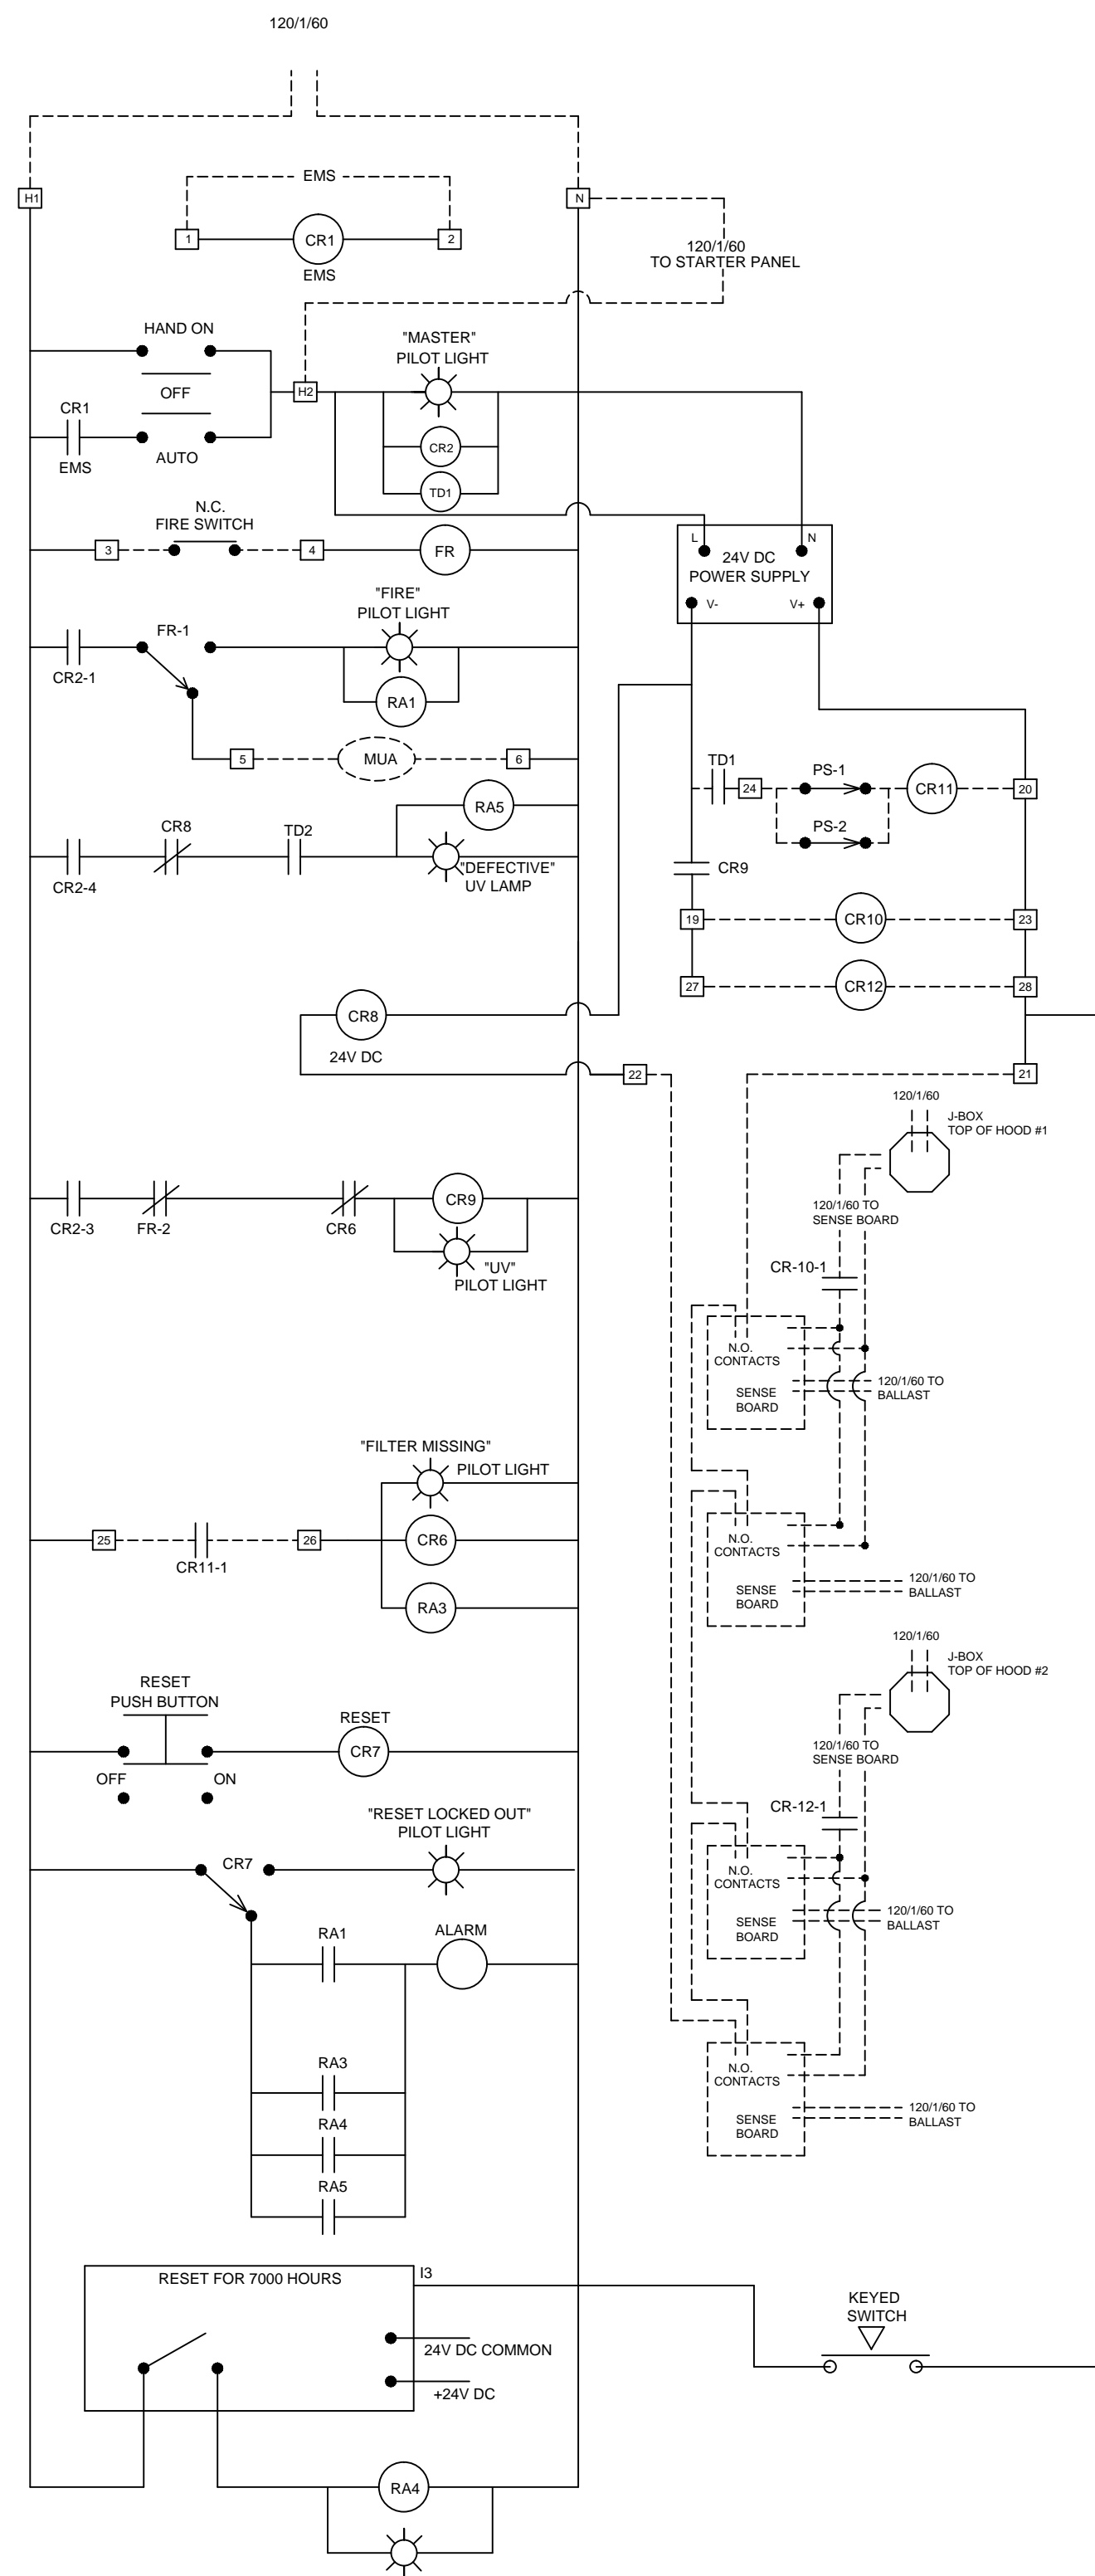 120/1/60
H1
EMS
N
1
CR1
2
EMS
120/1/60
TO STARTER PANEL
HAND ON
"MASTER"
PILOT LIGHT
OFF
H2
CR1
CR2
EMS
AUTO
TD1
N.C.
FIRE SWITCH
3
4
FR
L
N
24V DC
POWER SUPPLY
V-
V+
"FIRE"
PILOT LIGHT
FR-1
CR2-1
RA1
5
MUA
6
TD1
24
PS-1
CR11
20
PS-2
RA5
CR8
TD2
CR2-4
"DEFECTIVE"
UV LAMP
CR9
19
CR10
23
27
CR12
28
CR8
24V DC
22
21
120/1/60
J-BOX
TOP OF HOOD #1
120/1/60 TO
SENSE BOARD
CR2-3
FR-2
CR6
CR9
"UV"
PILOT LIGHT
CR-10-1
N.O.
CONTACTS
SENSE
BOARD
120/1/60 TO
BALLAST
"FILTER MISSING"
PILOT LIGHT
25
CR11-1
26
CR6
RA3
N.O.
CONTACTS
SENSE
BOARD
120/1/60 TO
BALLAST
120/1/60
J-BOX
TOP OF HOOD #2
RESET
PUSH BUTTON
RESET
CR7
OFF
ON
120/1/60 TO
SENSE BOARD
"RESET LOCKED OUT"
PILOT LIGHT
CR-12-1
CR7
N.O.
CONTACTS
SENSE
BOARD
120/1/60 TO
BALLAST
RA1
ALARM
RA3
RA4
RA5
N.O.
CONTACTS
SENSE
BOARD
120/1/60 TO
BALLAST
RESET FOR 7000 HOURS
I3
24V DC COMMON
+24V DC
KEYED
SWITCH
RA4